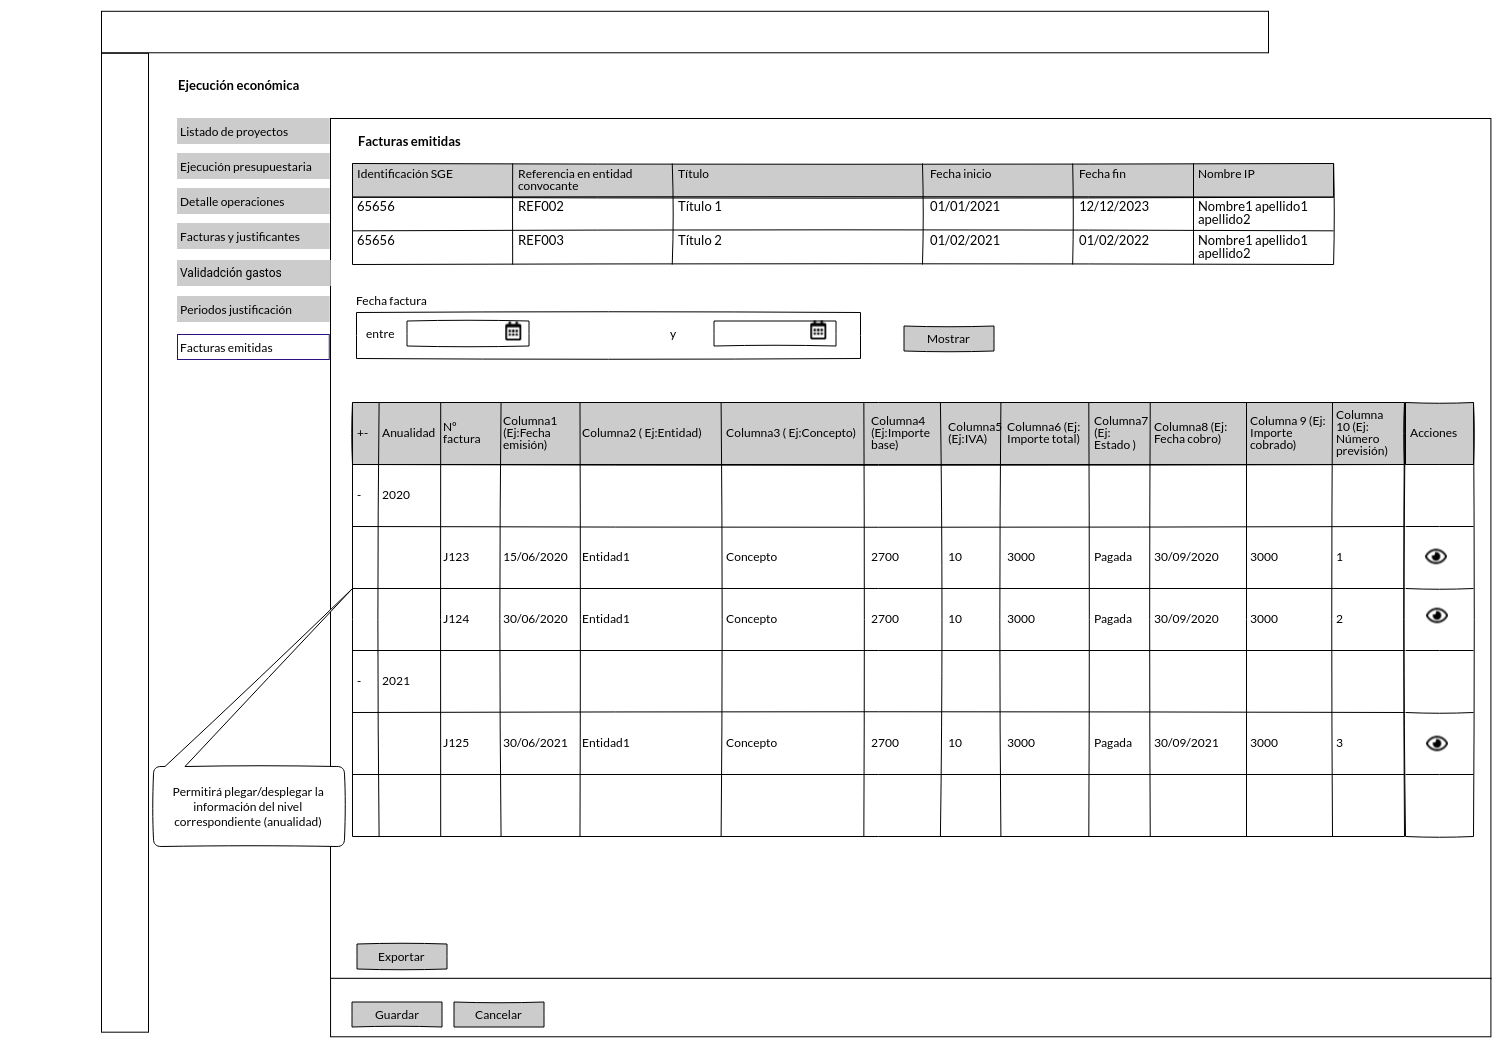 Ejecución económica
Listado de proyectos
Ejecución presupuestaria
Detalle operaciones
Facturas y justificantes
Validadción gastos
Periodos justificación
Facturas emitidas
Facturas emitidas
Identificación SGE
Referencia en entidad
convocante
Título
Fecha inicio
Fecha fin
Nombre IP
65656
REF002
Título 1
01/01/2021
12/12/2023
Nombre1 apellido1
apellido2
65656
REF003
Título 2
01/02/2021
01/02/2022
Nombre1 apellido1
apellido2
Fecha factura
entre
y
Mostrar
+-
Anualidad
Nº
factura
Columna1
(Ej:Fecha
emisión)
Columna2 ( Ej:Entidad)
Columna3 ( Ej:Concepto)
Columna4
(Ej:Importe
base)
Columna5
(Ej:IVA)
Columna6 (Ej:
Importe total)
Columna7
(Ej:
Estado )
Columna8 (Ej:
Fecha cobro)
Columna 9 (Ej:
Importe
cobrado)
Columna
10 (Ej:
Número
previsión)
Acciones
- 2020
J123 15/06/2020 Entidad1 Concepto 2700 10 3000 Pagada 30/09/2020 3000 1
J124 30/06/2020 Entidad1 Concepto 2700 10 3000 Pagada 30/09/2020 3000 2
- 2021
J125 30/06/2021 Entidad1 Concepto 2700 10 3000 Pagada 30/09/2021 3000 3
Permitirá plegar/desplegar la
información del nivel
correspondiente (anualidad)
Exportar
Guardar
Cancelar